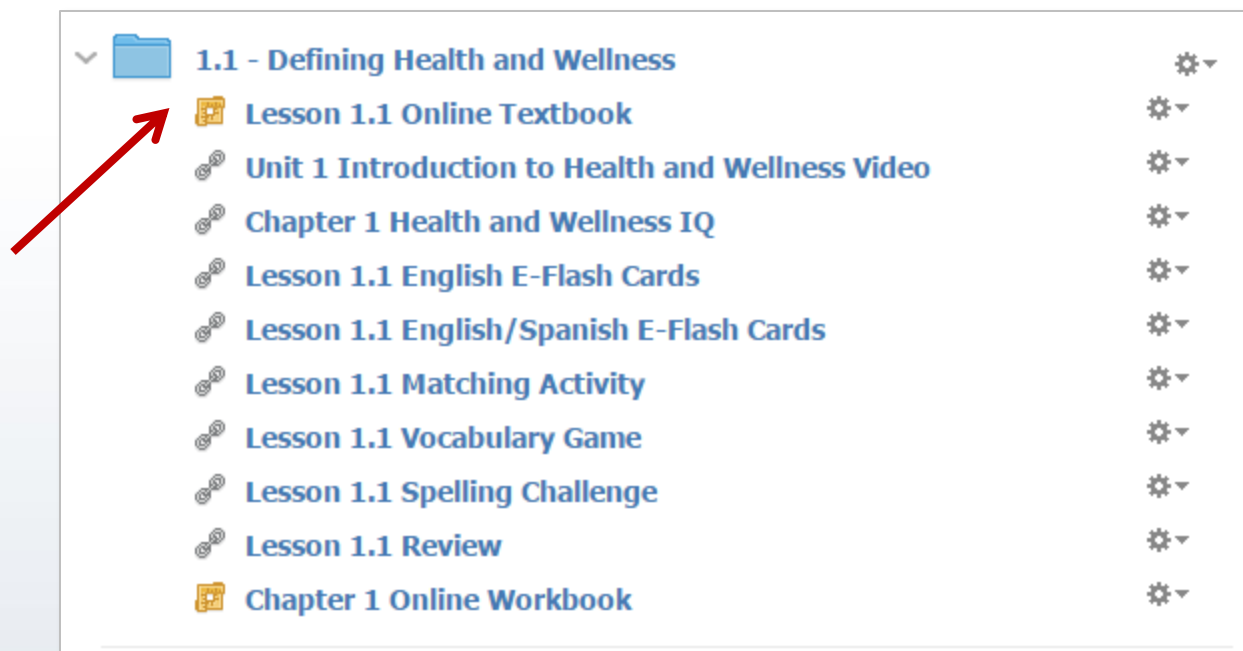 1.1 - Defining Health and Wellness
Lesson 1.1 Online Textbook
Unit 1 Introduction to Health and Wellness Video
Chapter 1 Health and Wellness IQ
Lesson 1.1 English E-Flash Cards
Lesson 1.1 English/Spanish E-Flash Cards
Lesson 1.1 Matching Activity
Lesson 1.1 Vocabulary Game
Lesson 1.1 Spelling Challenge
Lesson 1.1 Review
Chapter 1 Online Workbook